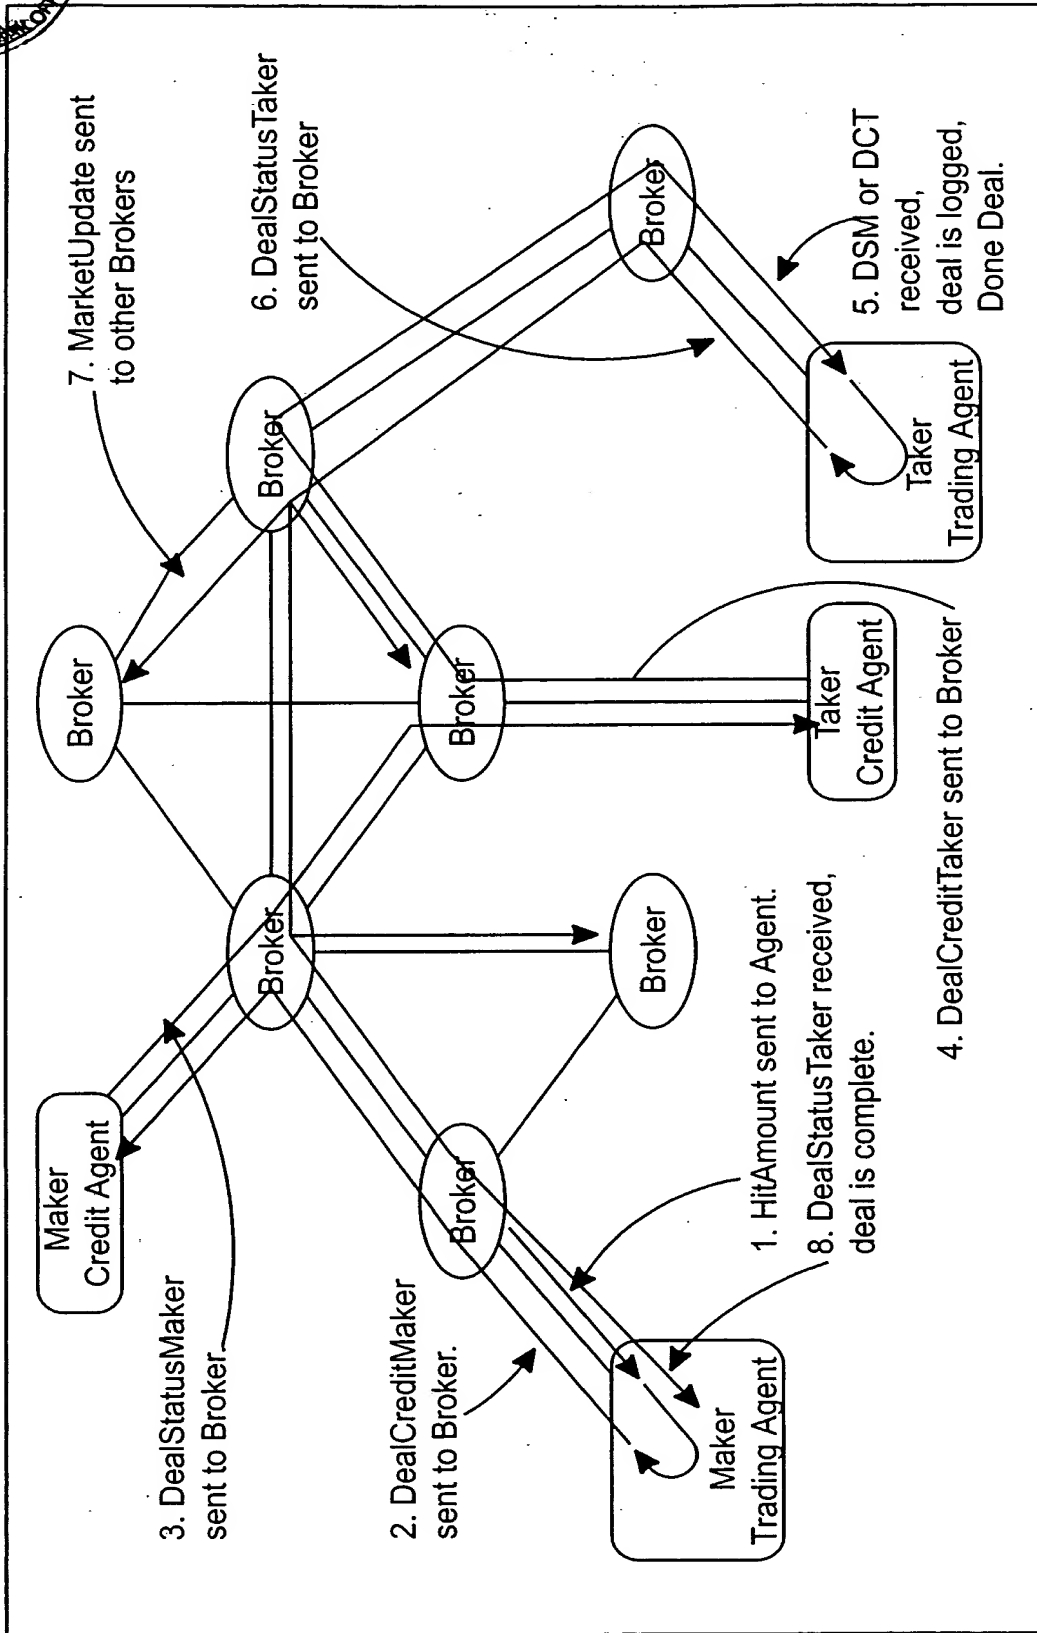 3. DealStatusMaker
sent to Broker
Maker
Credit Agent
Broker
7. MarketUpdate sent
to other Brokers
2. DealCreditMaker
sent to Broker.
Broker
Broker
6. DealStatusTaker
sent to Broker
Broker
Broker
Maker
Trading Agent
1. HitAmount sent to Agent.
8. DealStatusTaker received,
deal is complete.
Broker
Taker
Credit Agent
4. DealCreditTaker sent to Broker
Broker
Taker
Trading Agent
5. DSM or DCT
received,
deal is logged,
Done Deal.